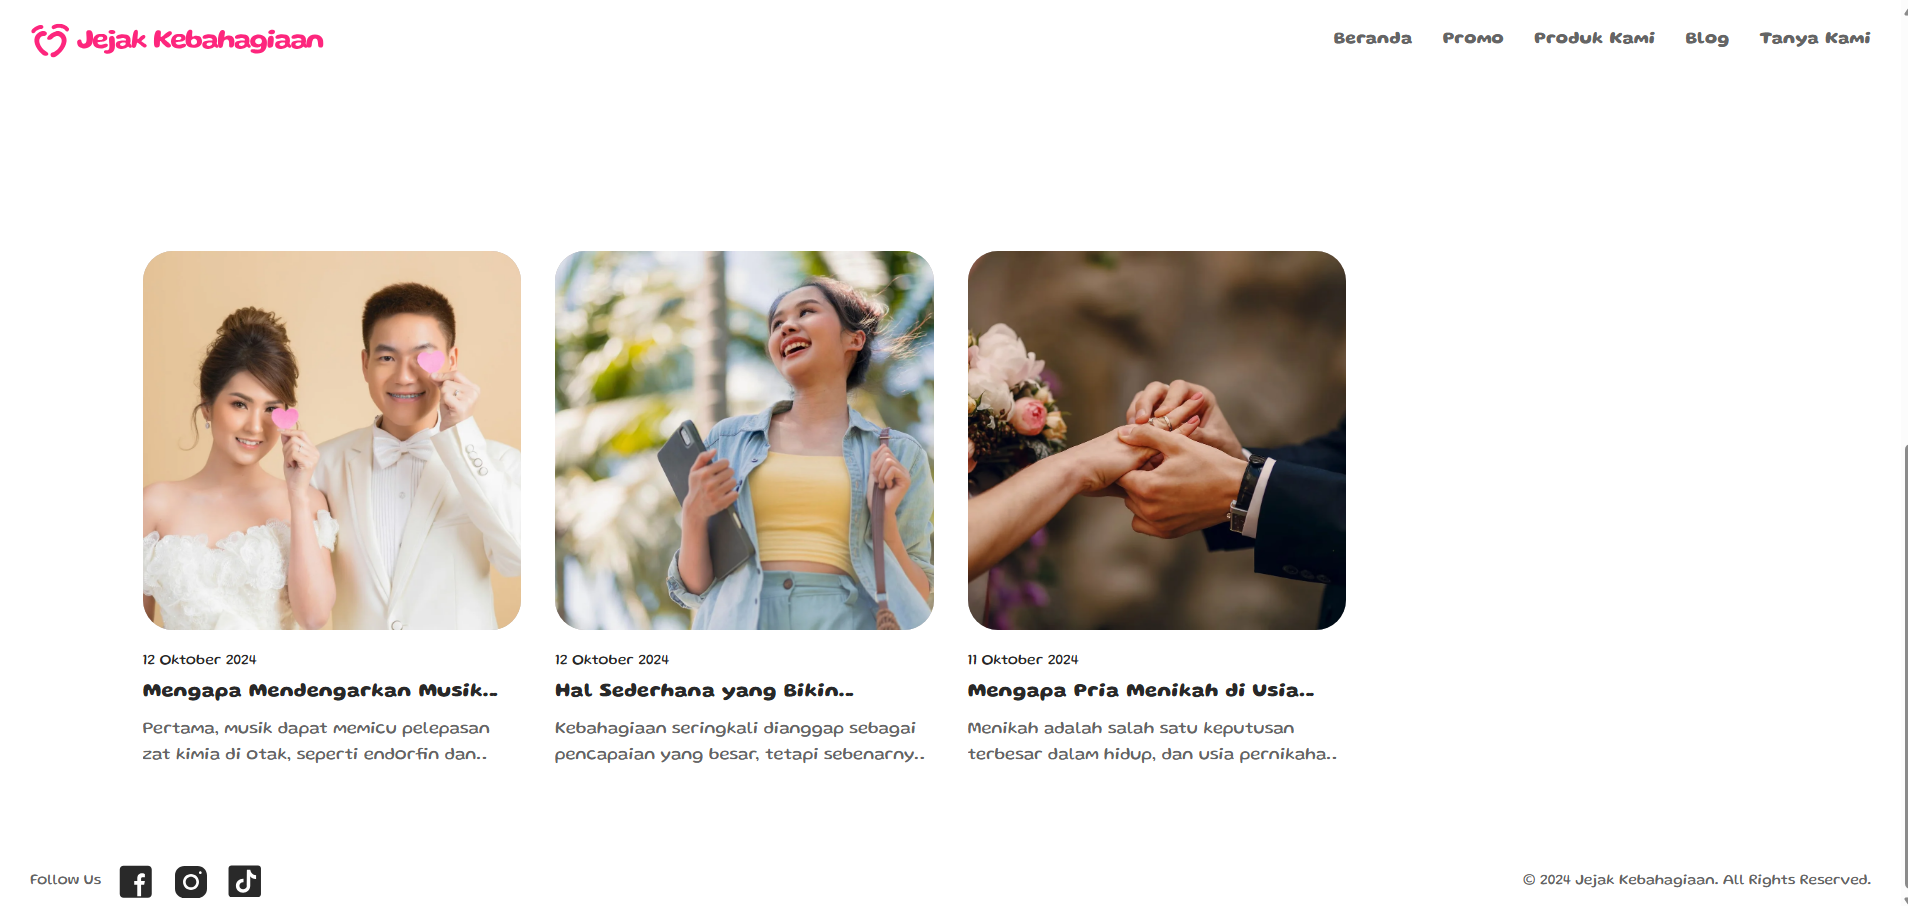 Jejak Kebahagiaan
Beranda Promo Produk Kami Blog Tanya Kami
12 Oktober 2024
Mengapa Mendengarkan Musik..
Pertama, musik dapat memicu pelepasan
zat kimia di otak, seperti endorfin dan..
12 Oktober 2024
Hal Sederhana yang Bikin..
Kebahagiaan seringkali dianggap sebagai
pencapaian yang besar, tetapi sebenarny..
11 Oktober 2024
Mengapa Pria Menikah di Usia..
Menikah adalah salah satu keputusan
terbesar dalam hidup, dan usia pernikaha..
Follow Us
© 2024 Jejak Kebahagiaan. All Rights Reserved.